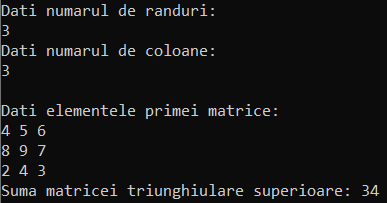 Dati numarul de randuri:
3
Dati numarul de coloane:
3
Dati elementele primei matrice:
4 5 6
8 9 7
2 4 3
Suma matricei triunghiulare superioare: 34